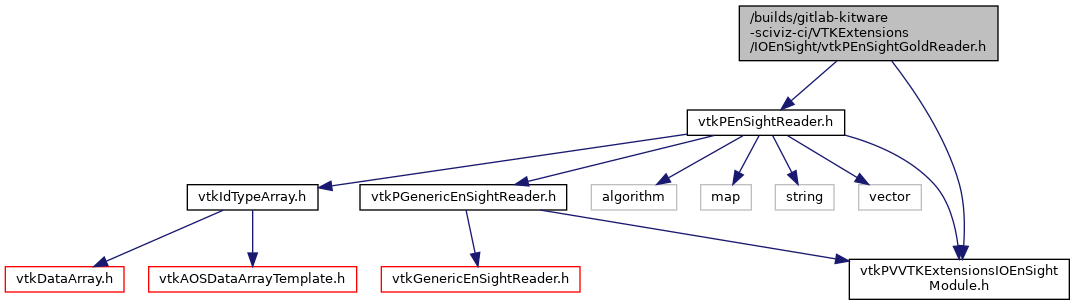 /builds/gitlab-kitware
-sciviz-ci/VTKExtensions
/IOEnSight/vtkPEnSightGoldReader.h
vtkPEnSightReader.h
vtkIdTypeArray.h
vtkPGenericEnSightReader.h
algorithm
map
string
vector
vtkDataArray.h
vtkAOSDataArrayTemplate.h
vtkGenericEnSightReader.h
vtkPVVTKExtensionsIOEnSight
Module.h